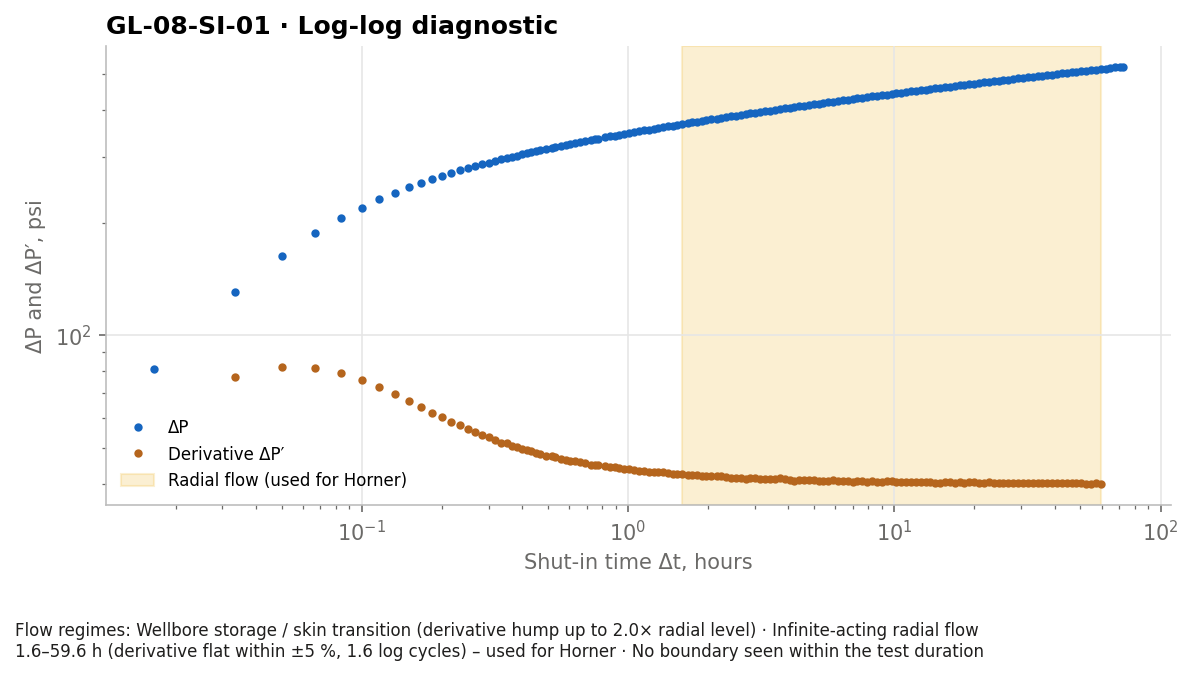 GL-08-SI-01 · Log-log diagnostic
ΔP and ΔP′, psi
10²
ΔP
Derivative ΔP′
Radial flow (used for Horner)
10⁻¹
10⁰
10¹
10²
Shut-in time Δt, hours
Flow regimes: Wellbore storage / skin transition (derivative hump up to 2.0× radial level) · Infinite-acting radial flow
1.6–59.6 h (derivative flat within ±5 %, 1.6 log cycles) – used for Horner · No boundary seen within the test duration